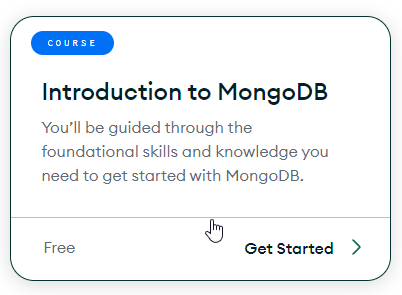 COURSE
Introduction to MongoDB
You’ll be guided through the
foundational skills and knowledge you
need to get started with MongoDB.
Free
Get Started